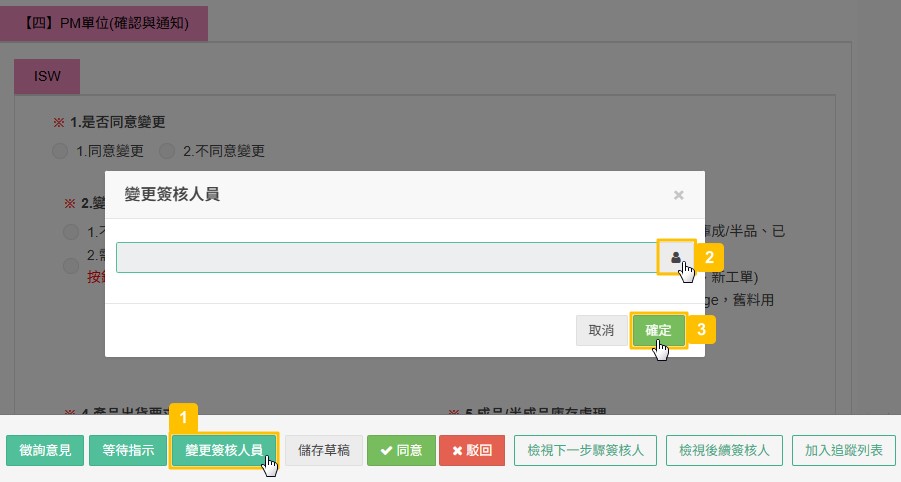 【四】PM單位(確認與通知)
ISW
※ 1.是否同意變更
1.同意變更 2.不同意變更
變更簽核人員 ×
※ 2.變
1.不
成/半品、已
2.需
2
按鈕
、新工單)
ge，舊料用
取消 確定 3
※ 4.產品出貨要求
※ 5.成品/半成品庫存處理
1
徵詢意見 等待指示 變更簽核人員 儲存草稿 同意 駁回 檢視下一步驟簽核人 檢視後續簽核人 加入追蹤列表